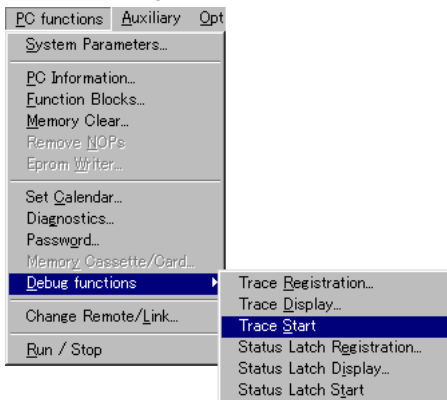 PC functions Auxiliary Opt
System Parameters...
PC Information...
Function Blocks...
Memory Clear...
Remove NOPs
Eprom Writer...
Set Calendar...
Diagnostics...
Password...
Memory Cassette/Card...
Debug functions
Trace Registration...
Trace Display...
Change Remote/Link...
Trace Start
Run / Stop
Status Latch Registration...
Status Latch Display...
Status Latch Start